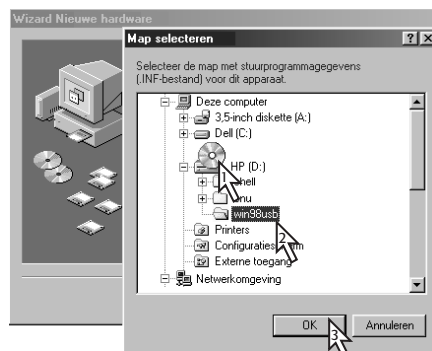 Wizard Nieuwe hardware
Map selecteren
Selecteer de map met stuurprogrammagegevens
(.INF-bestand) voor dit apparaat.
Deze computer
3,5-inch diskette (A:)
Dell (C:)
HP (D:)
1
win98usb
2
Printers
Externe toegang
Netwerkomgeving
OK
3
Annuleren